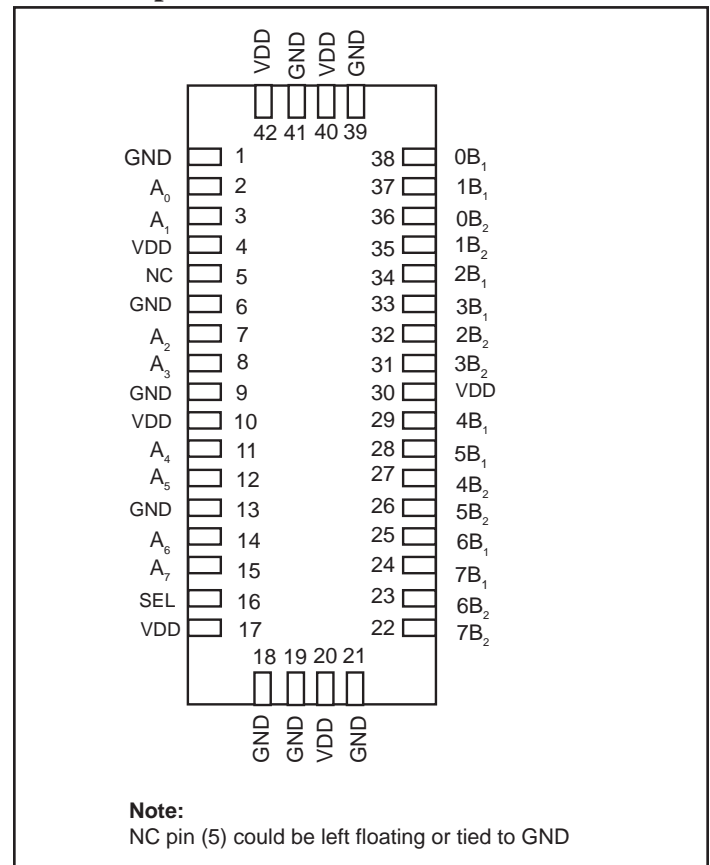 VDD GND VDD GND
42 41 40 39
GND 1 38 0B₁
A₀ 2 37 1B₁
A₁ 3 36 0B₂
VDD 4 35 1B₂
NC 5 34 2B₁
GND 6 33 3B₁
A₂ 7 32 2B₂
A₃ 8 31 3B₂
GND 9 30 VDD
VDD 10 29 4B₁
A₄ 11 28 5B₁
A₅ 12 27 4B₂
GND 13 26 5B₂
A₆ 14 25 6B₁
A₇ 15 24 7B₁
SEL 16 23 6B₂
VDD 17 22 7B₂
18 19 20 21
GND GND VDD GND
Note:
NC pin (5) could be left floating or tied to GND